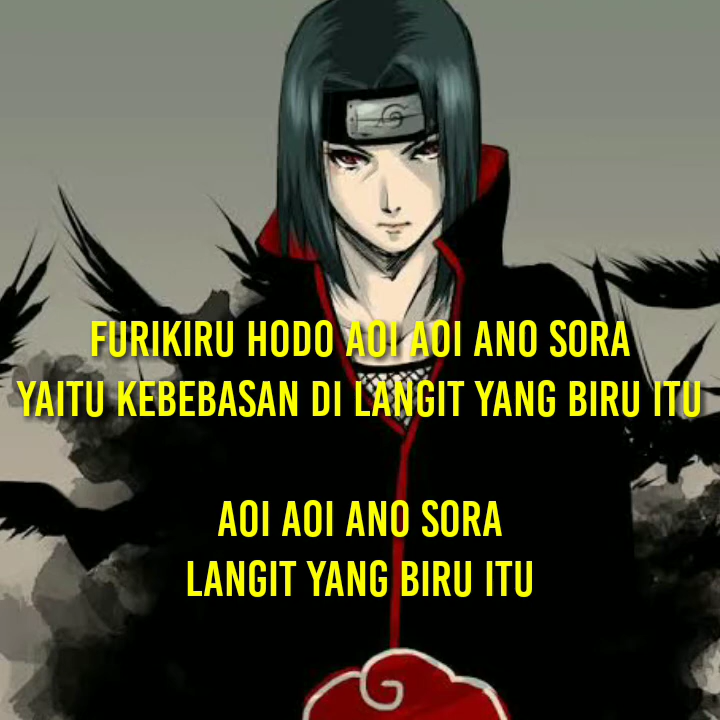 FURIKIRU HODO AOI AOI ANO SORA
YAITU KEBEBASAN DI LANGIT YANG BIRU ITU
AOI AOI ANO SORA
LANGIT YANG BIRU ITU